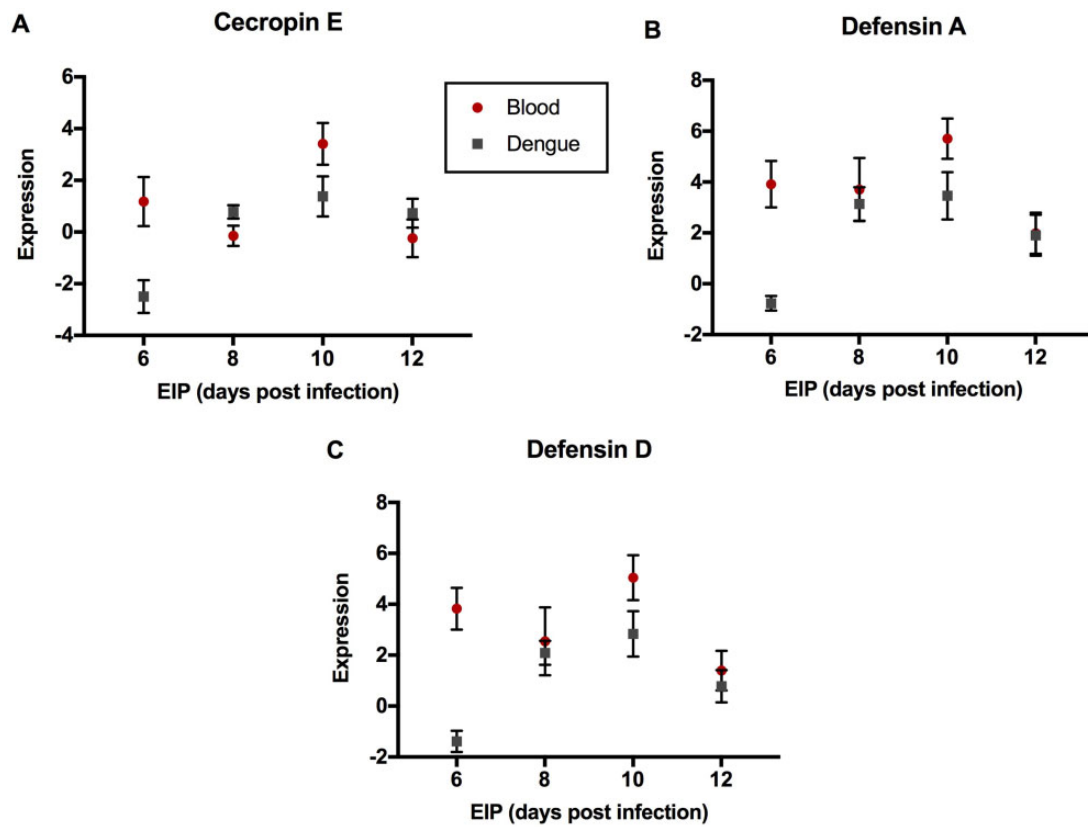 A
Cecropin E
Expression
6
4
2
0
-2
-4
6 8 10 12
EIP (days post infection)
Blood
Dengue
B
Defensin A
Expression
8
6
4
2
0
-2
6 8 10 12
EIP (days post infection)
C
Defensin D
Expression
8
6
4
2
0
-2
6 8 10 12
EIP (days post infection)